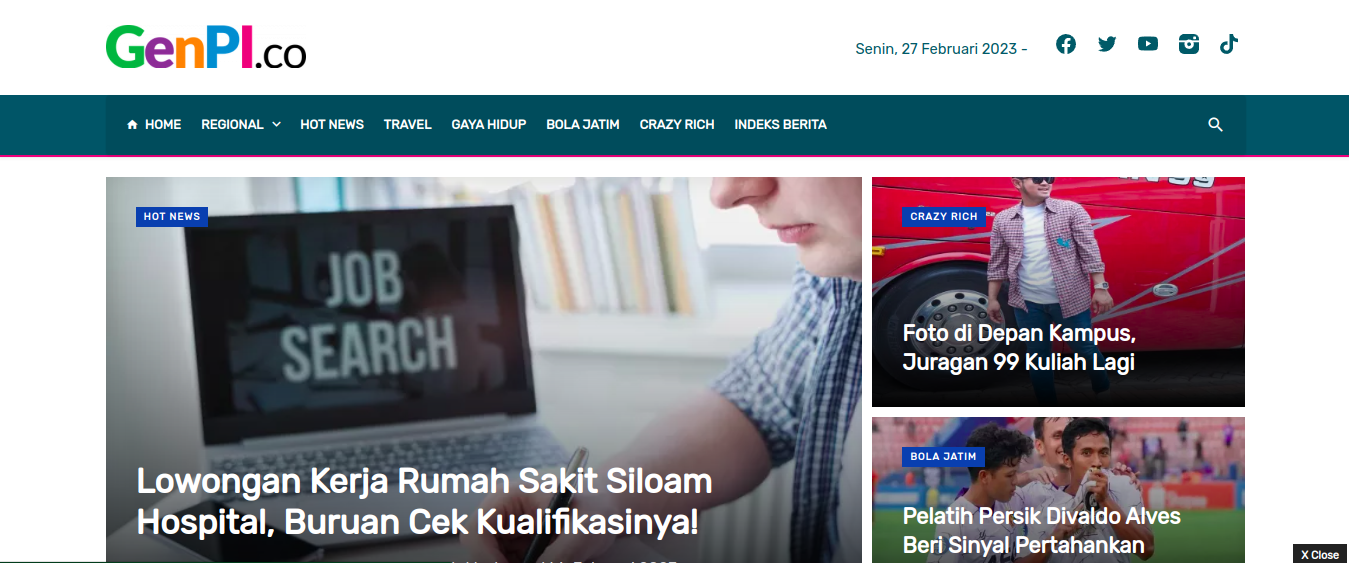 GenPI.co
Senin, 27 Februari 2023 -
HOME REGIONAL HOT NEWS TRAVEL GAYA HIDUP BOLA JATIM CRAZY RICH INDEKS BERITA
HOT NEWS
JOB
SEARCH
Lowongan Kerja Rumah Sakit Siloam
Hospital, Buruan Cek Kualifikasinya!
CRAZY RICH
Foto di Depan Kampus,
Juragan 99 Kuliah Lagi
BOLA JATIM
Pelatih Persik Divaldo Alves
Beri Sinyal Pertahankan
X Close